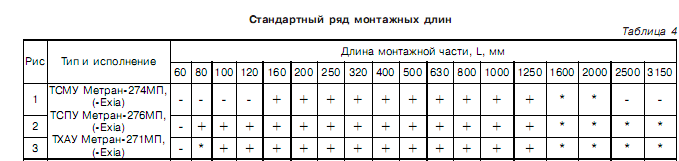 Стандартный ряд монтажных длин
Таблица 4
Рис Тип и исполнение Длина монтажной части, L, мм
60 80 100 120 160 200 250 320 400 500 630 800 1000 1250 1600 2000 2500 3150
1 ТСМУ Метран-274МП, (-Exia) - - - - + + + + + + + + + + * * - -
2 ТСПУ Метран-276МП, (-Exia) - + + + + + + + + + + + + + * * * *
3 ТХАУ Метран-271МП, (-Exia) - * + + + + + + + + + + + + * * * *